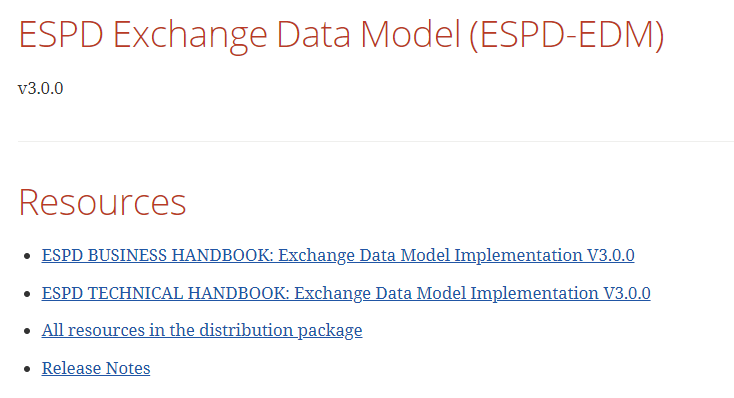 ESPD Exchange Data Model (ESPD-EDM)
v3.0.0
Resources
ESPD BUSINESS HANDBOOK: Exchange Data Model Implementation V3.0.0
ESPD TECHNICAL HANDBOOK: Exchange Data Model Implementation V3.0.0
All resources in the distribution package
Release Notes